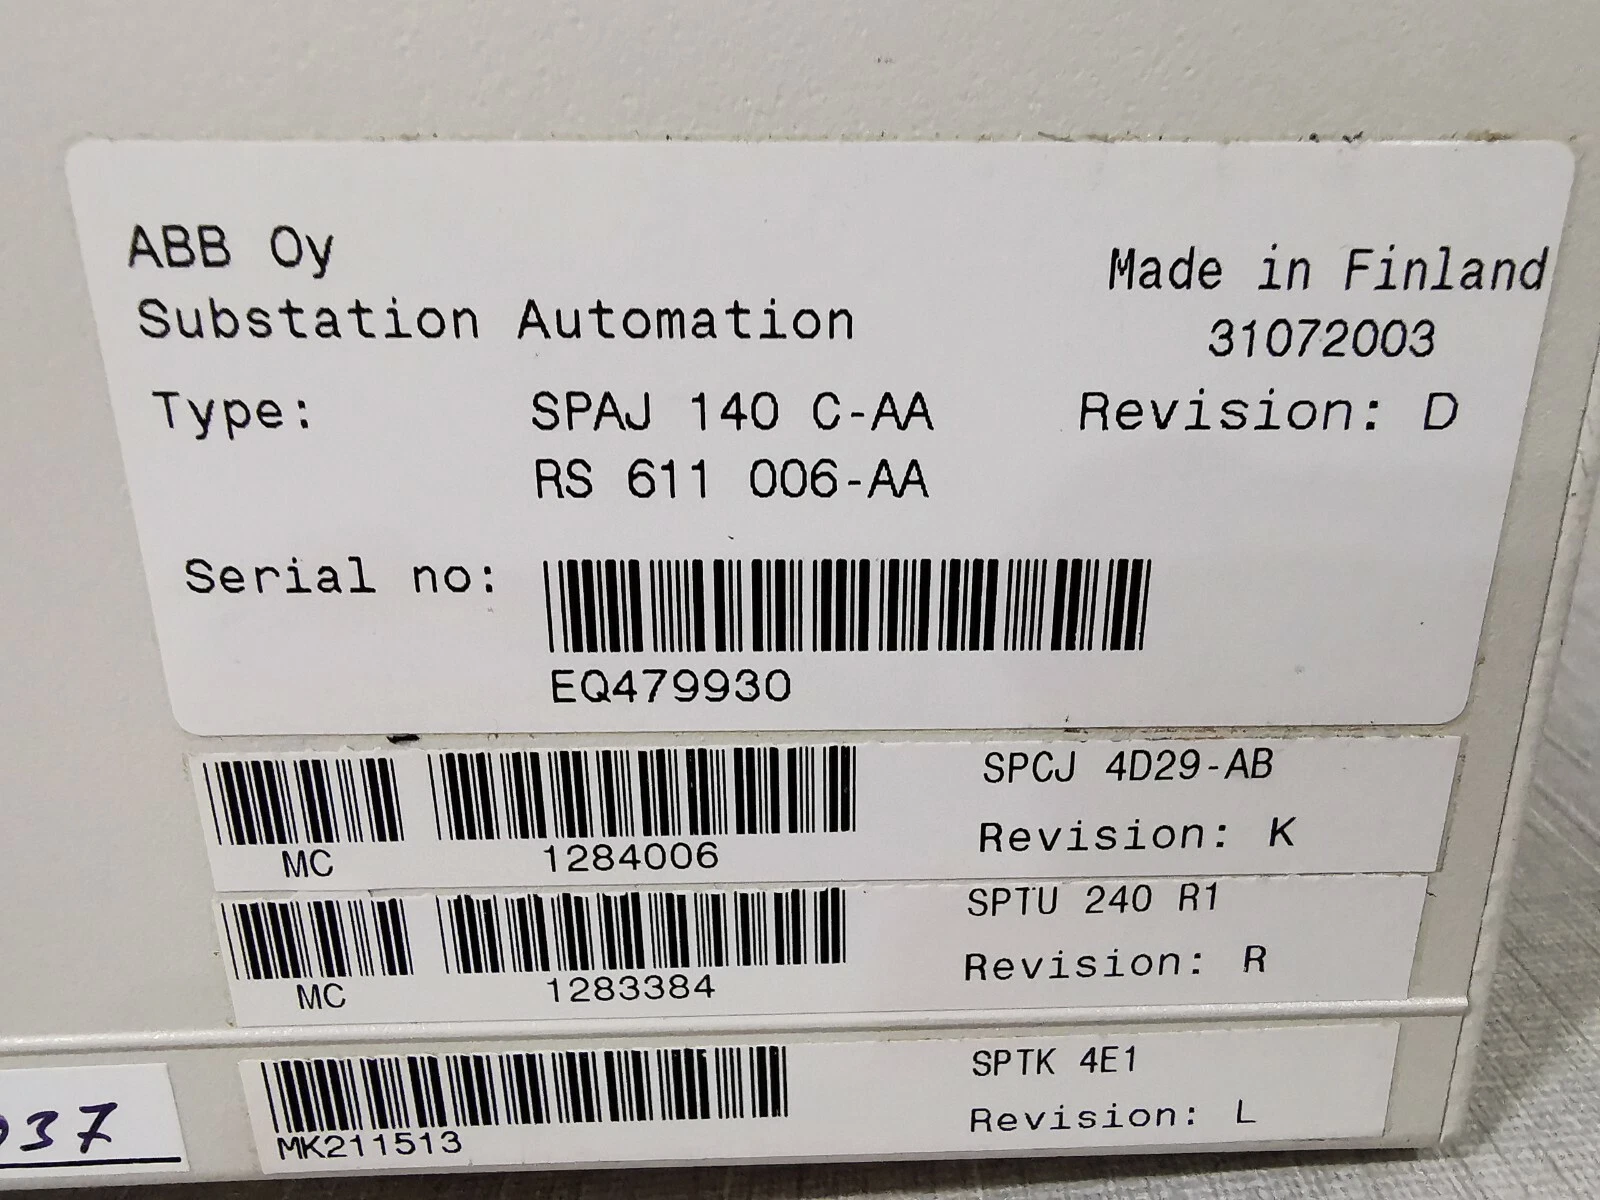 ABB Oy
Made in Finland
Substation Automation
31072003
Type: SPAJ 140 C-AA Revision: D
RS 611 006-AA
Serial no:
EQ479930
SPCJ 4D29-AB
Revision: K
MC 1284006
SPTU 240 R1
Revision: R
MC 1283384
SPTK 4E1
Revision: L
MK211513
37